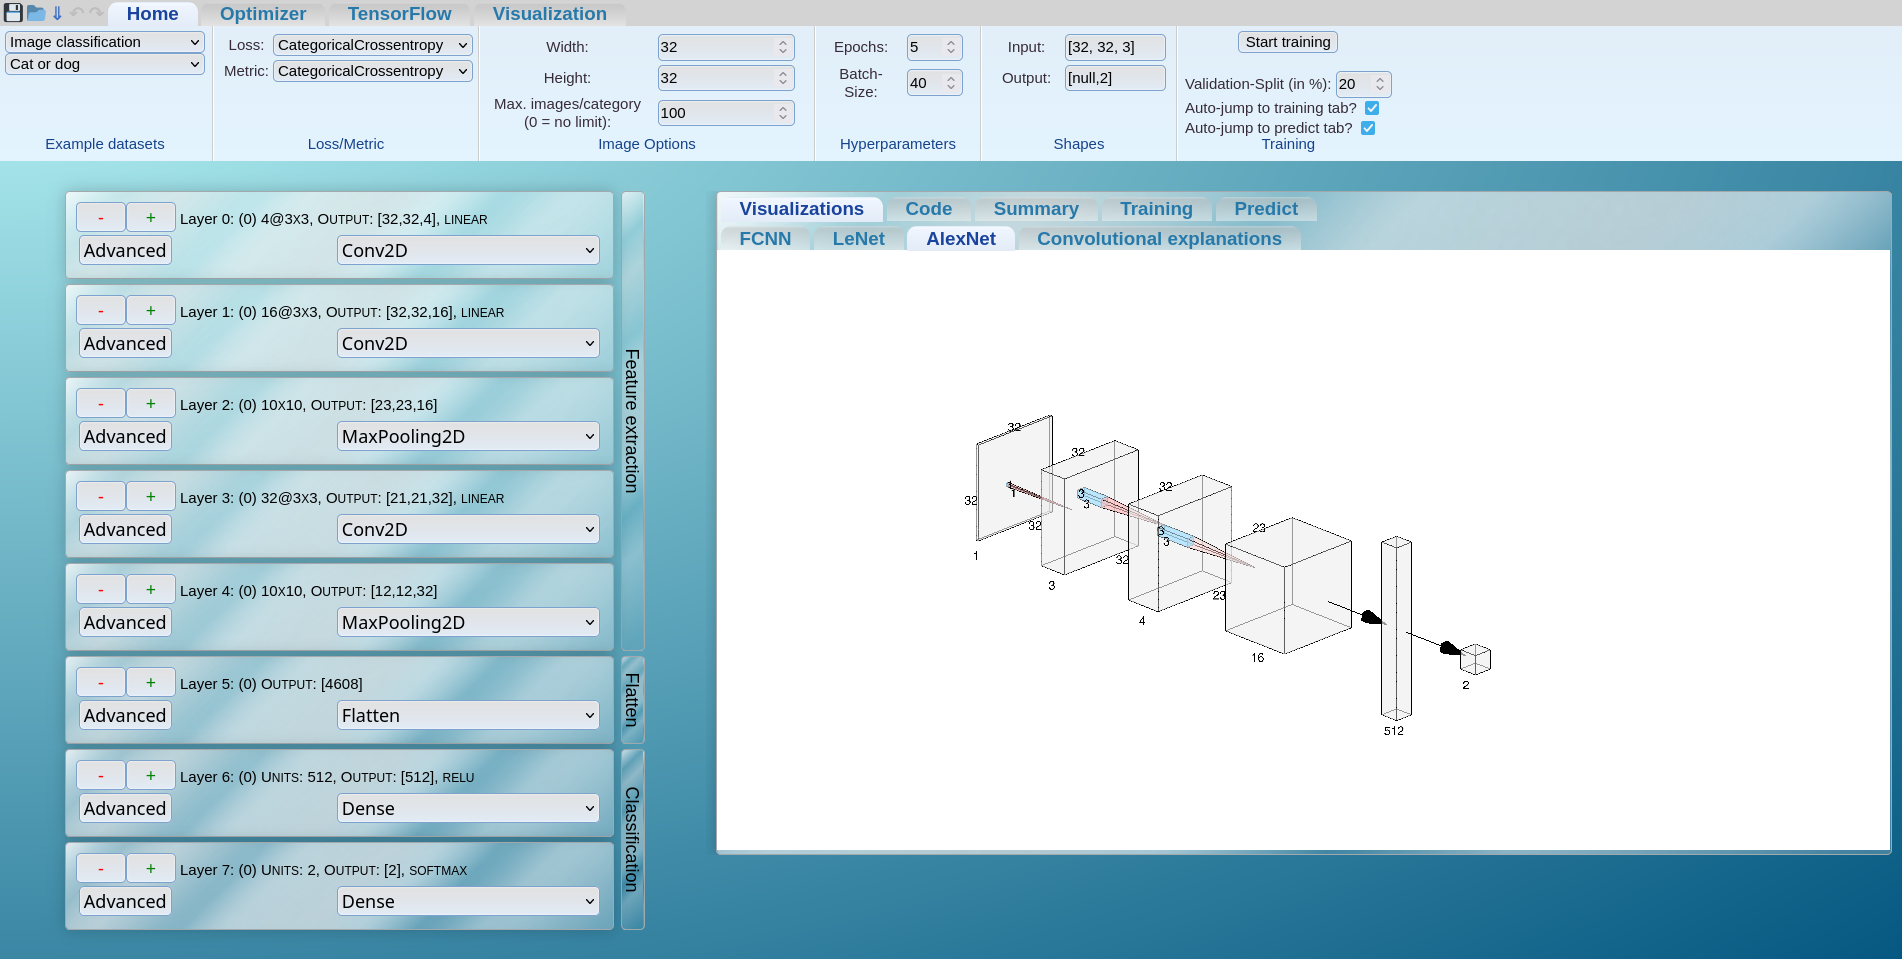 Home Optimizer TensorFlow Visualization
Image classification
Cat or dog
Example datasets
Loss: CategoricalCrossentropy
Metric: CategoricalCrossentropy
Loss/Metric
Width: 32
Height: 32
Max. images/category
(0 = no limit): 100
Image Options
Epochs: 5
Batch-
Size: 40
Hyperparameters
Input: [32, 32, 3]
Output: [null,2]
Shapes
Start training
Validation-Split (in %): 20
Auto-jump to training tab?
Auto-jump to predict tab?
Training
- + Layer 0: (0) 4@3x3, Output: [32,32,4], linear
Advanced Conv2D
- + Layer 1: (0) 16@3x3, Output: [32,32,16], linear
Advanced Conv2D
- + Layer 2: (0) 10x10, Output: [23,23,16]
Advanced MaxPooling2D
- + Layer 3: (0) 32@3x3, Output: [21,21,32], linear
Advanced Conv2D
- + Layer 4: (0) 10x10, Output: [12,12,32]
Advanced MaxPooling2D
- + Layer 5: (0) Output: [4608]
Advanced Flatten
- + Layer 6: (0) Units: 512, Output: [512], relu
Advanced Dense
- + Layer 7: (0) Units: 2, Output: [2], softmax
Advanced Dense
Feature extraction
Flatten
Classification
Visualizations Code Summary Training Predict
FCNN LeNet AlexNet Convolutional explanations
32
32
1
1
1
32
32
3
3
3
32
32
3
3
4
23
23
16
512
2